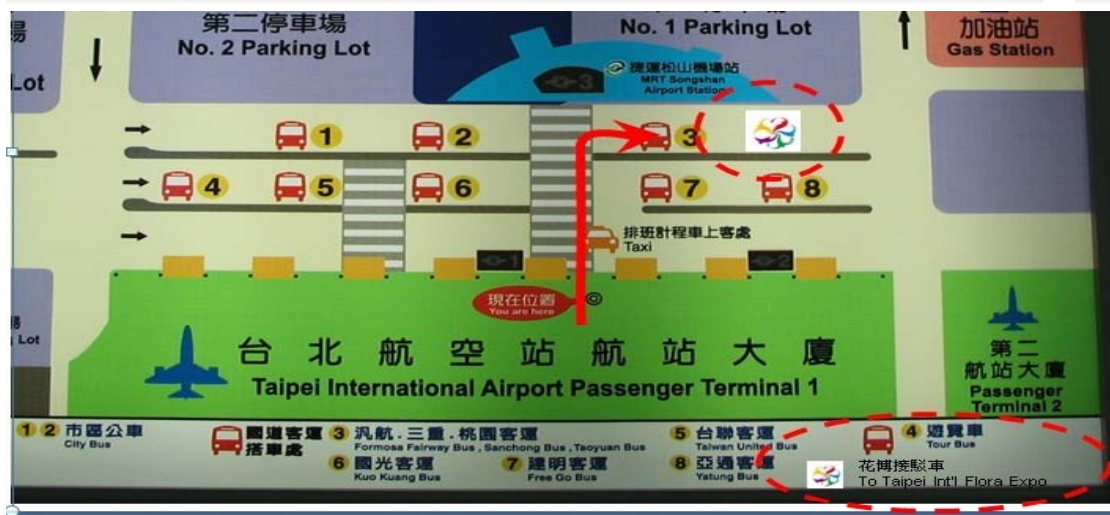 場
Lot
第二停車場
No. 2 Parking Lot
No. 1 Parking Lot
加油站
Gas Station
捷運松山機場站
MRT Songshan
Airport Station
3
1
2
3
4
5
6
7
8
排班計程車上客處
Taxi
1
2
現在位置
You are here
場
Lot
台北航空站航站大廈
Taipei International Airport Passenger Terminal 1
第二
航站大廈
Passenger
Terminal 2
1 2 市區公車
City Bus
國道客運
搭車處
3 汎航.三重.桃園客運
Formosa Fairway Bus , Sanchong Bus , Taoyuan Bus
5 台聯客運
Taiwan United Bus
4 遊覽車
Tour Bus
6 國光客運
Kuo Kuang Bus
7 建明客運
Free Go Bus
8 亞通客運
Yatung Bus
花博接駁車
To Taipei Int'l Flora Expo